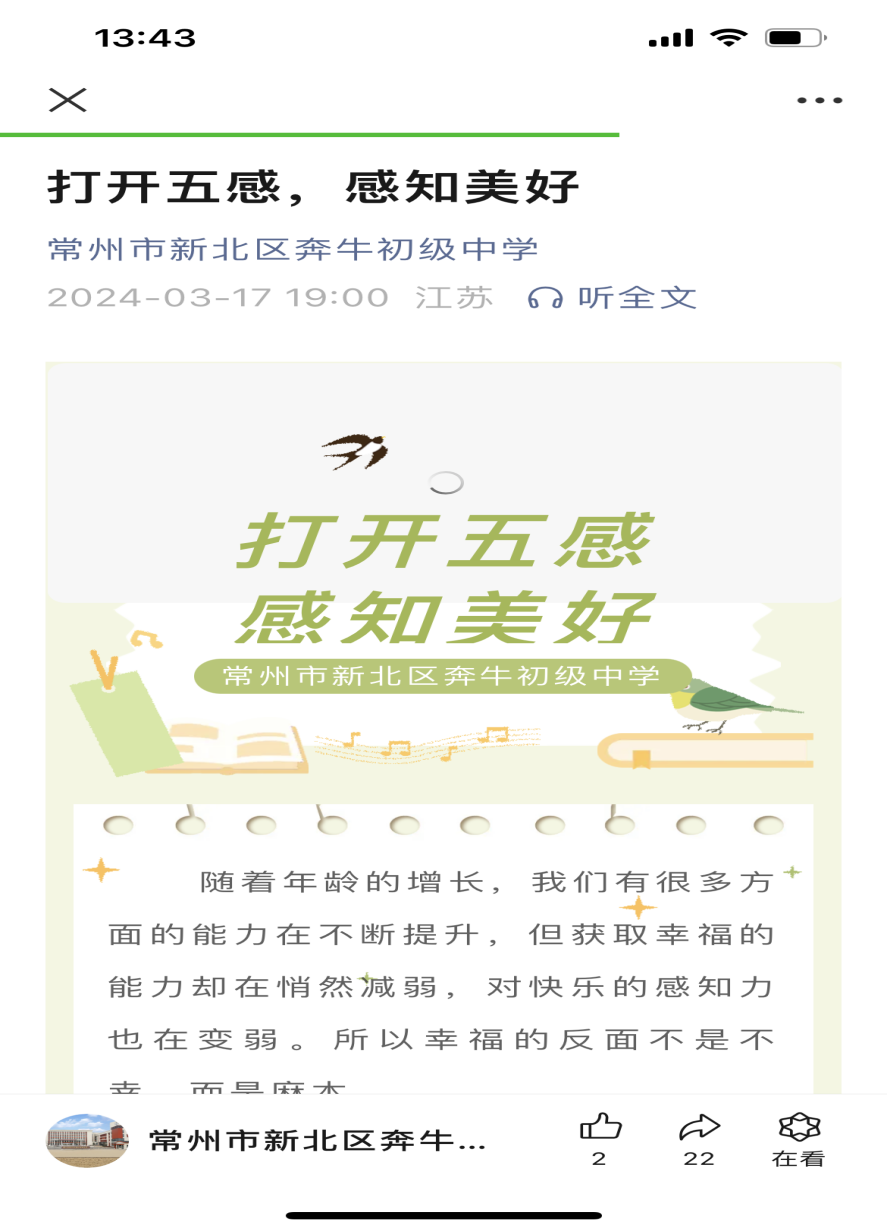 13:43
打开五感，感知美好
常州市新北区奔牛初级中学
2024-03-17 19:00 江苏 听全文
打开五感
感知美好
常州市新北区奔牛初级中学
随着年龄的增长，我们有很多方
面的能力在不断提升，但获取幸福的
能力却在悄然减弱，对快乐的感知力
也在变弱。所以幸福的反面不是不
幸，而是麻木
常州市新北区奔牛...
2
22
在看